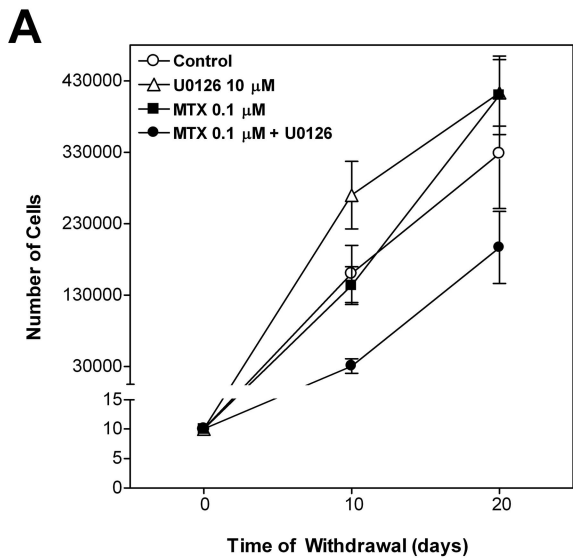 A
Control
U0126 10 μM
MTX 0.1 μM
MTX 0.1 μM + U0126
430000
330000
230000
130000
30000
15
10
5
0
Number of Cells
0 10 20
Time of Withdrawal (days)